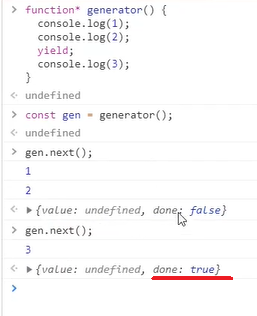 > function* generator() {
console.log(1);
console.log(2);
yield;
console.log(3);
}
< undefined
> const gen = generator();
< undefined
> gen.next();
1
2
< ▶{value: undefined, done: false}
> gen.next();
3
< ▶{value: undefined, done: true}
>